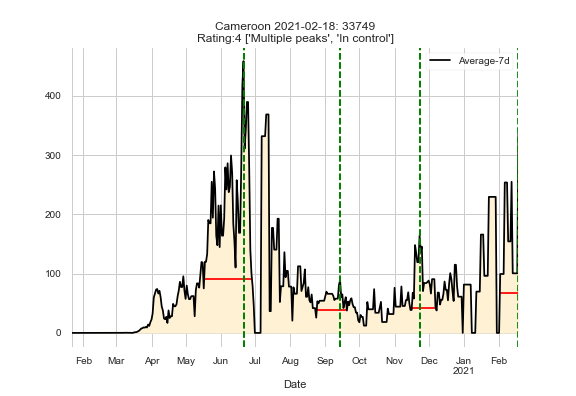 Cameroon 2021-02-18: 33749
Rating:4 ['Multiple peaks', 'In control']
Average-7d
400
300
200
100
0
Feb Mar Apr May Jun Jul Aug Sep Oct Nov Dec Jan Feb
2021
Date